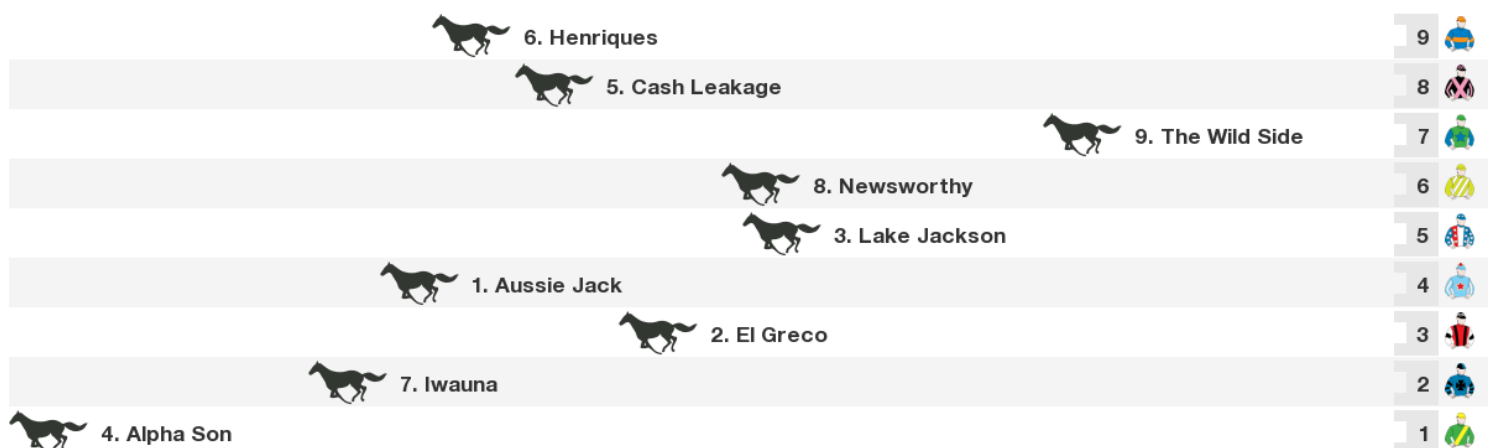 6. Henriques 9
5. Cash Leakage 8
9. The Wild Side 7
8. Newsworthy 6
3. Lake Jackson 5
1. Aussie Jack 4
2. El Greco 3
7. Iwauna 2
4. Alpha Son 1